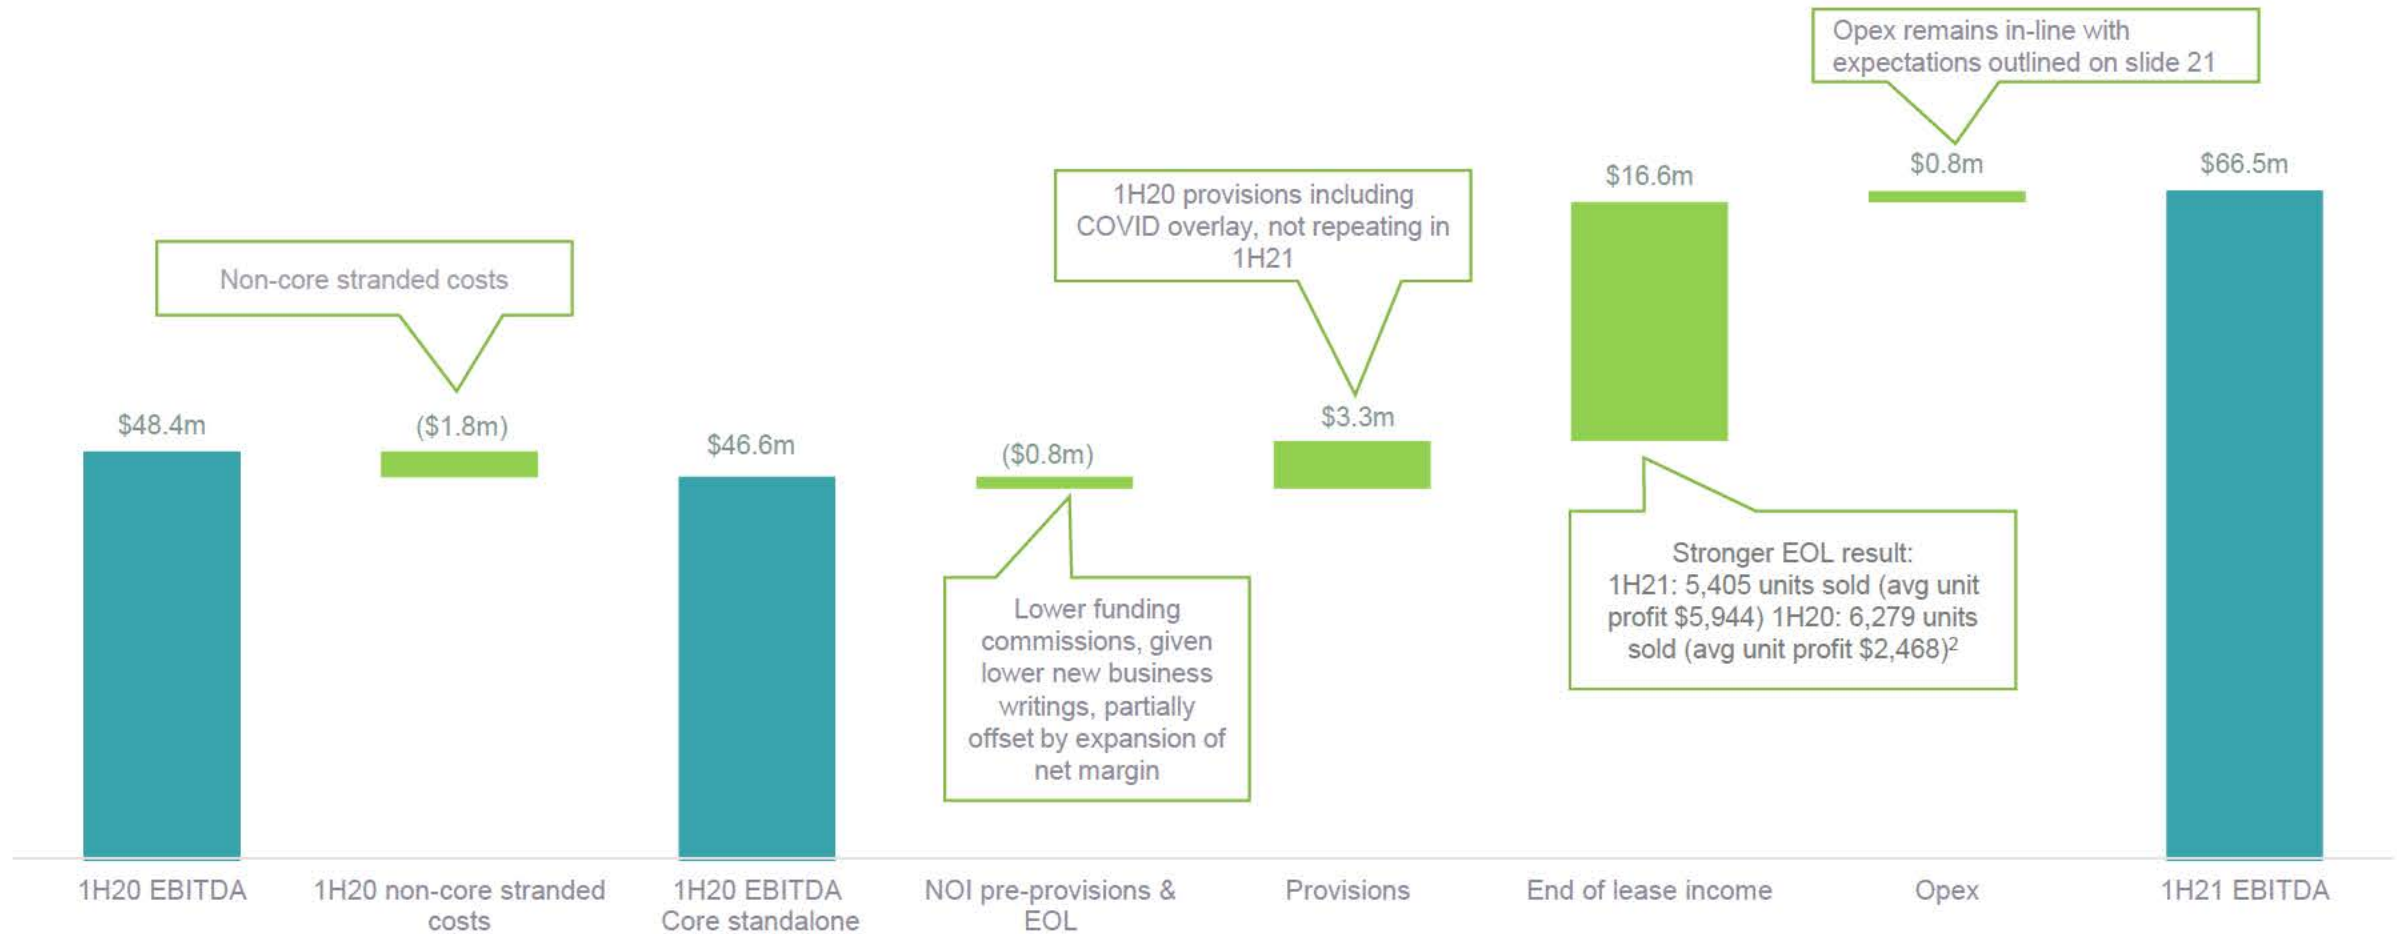 Opex remains in-line with
expectations outlined on slide 21
$16.6m
$0.8m
$66.5m
1H20 provisions including
COVID overlay, not repeating in
1H21
Non-core stranded costs
$48.4m
($1.8m)
$46.6m
($0.8m)
$3.3m
Lower funding
commissions, given
lower new business
writings, partially
offset by expansion of
net margin
Stronger EOL result:
1H21: 5,405 units sold (avg unit
profit $5,944) 1H20: 6,279 units
sold (avg unit profit $2,468)²
1H20 EBITDA
1H20 non-core stranded
costs
1H20 EBITDA
Core standalone
NOI pre-provisions &
EOL
Provisions
End of lease income
Opex
1H21 EBITDA